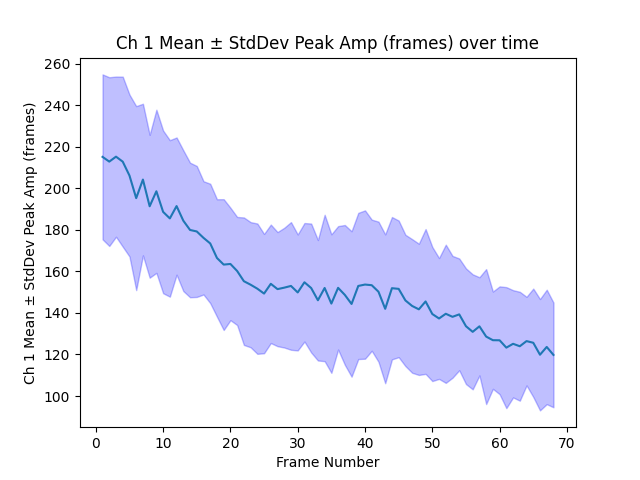 Ch 1 Mean ± StdDev Peak Amp (frames) over time
Ch 1 Mean ± StdDev Peak Amp (frames)
260
240
220
200
180
160
140
120
100
0 10 20 30 40 50 60 70
Frame Number